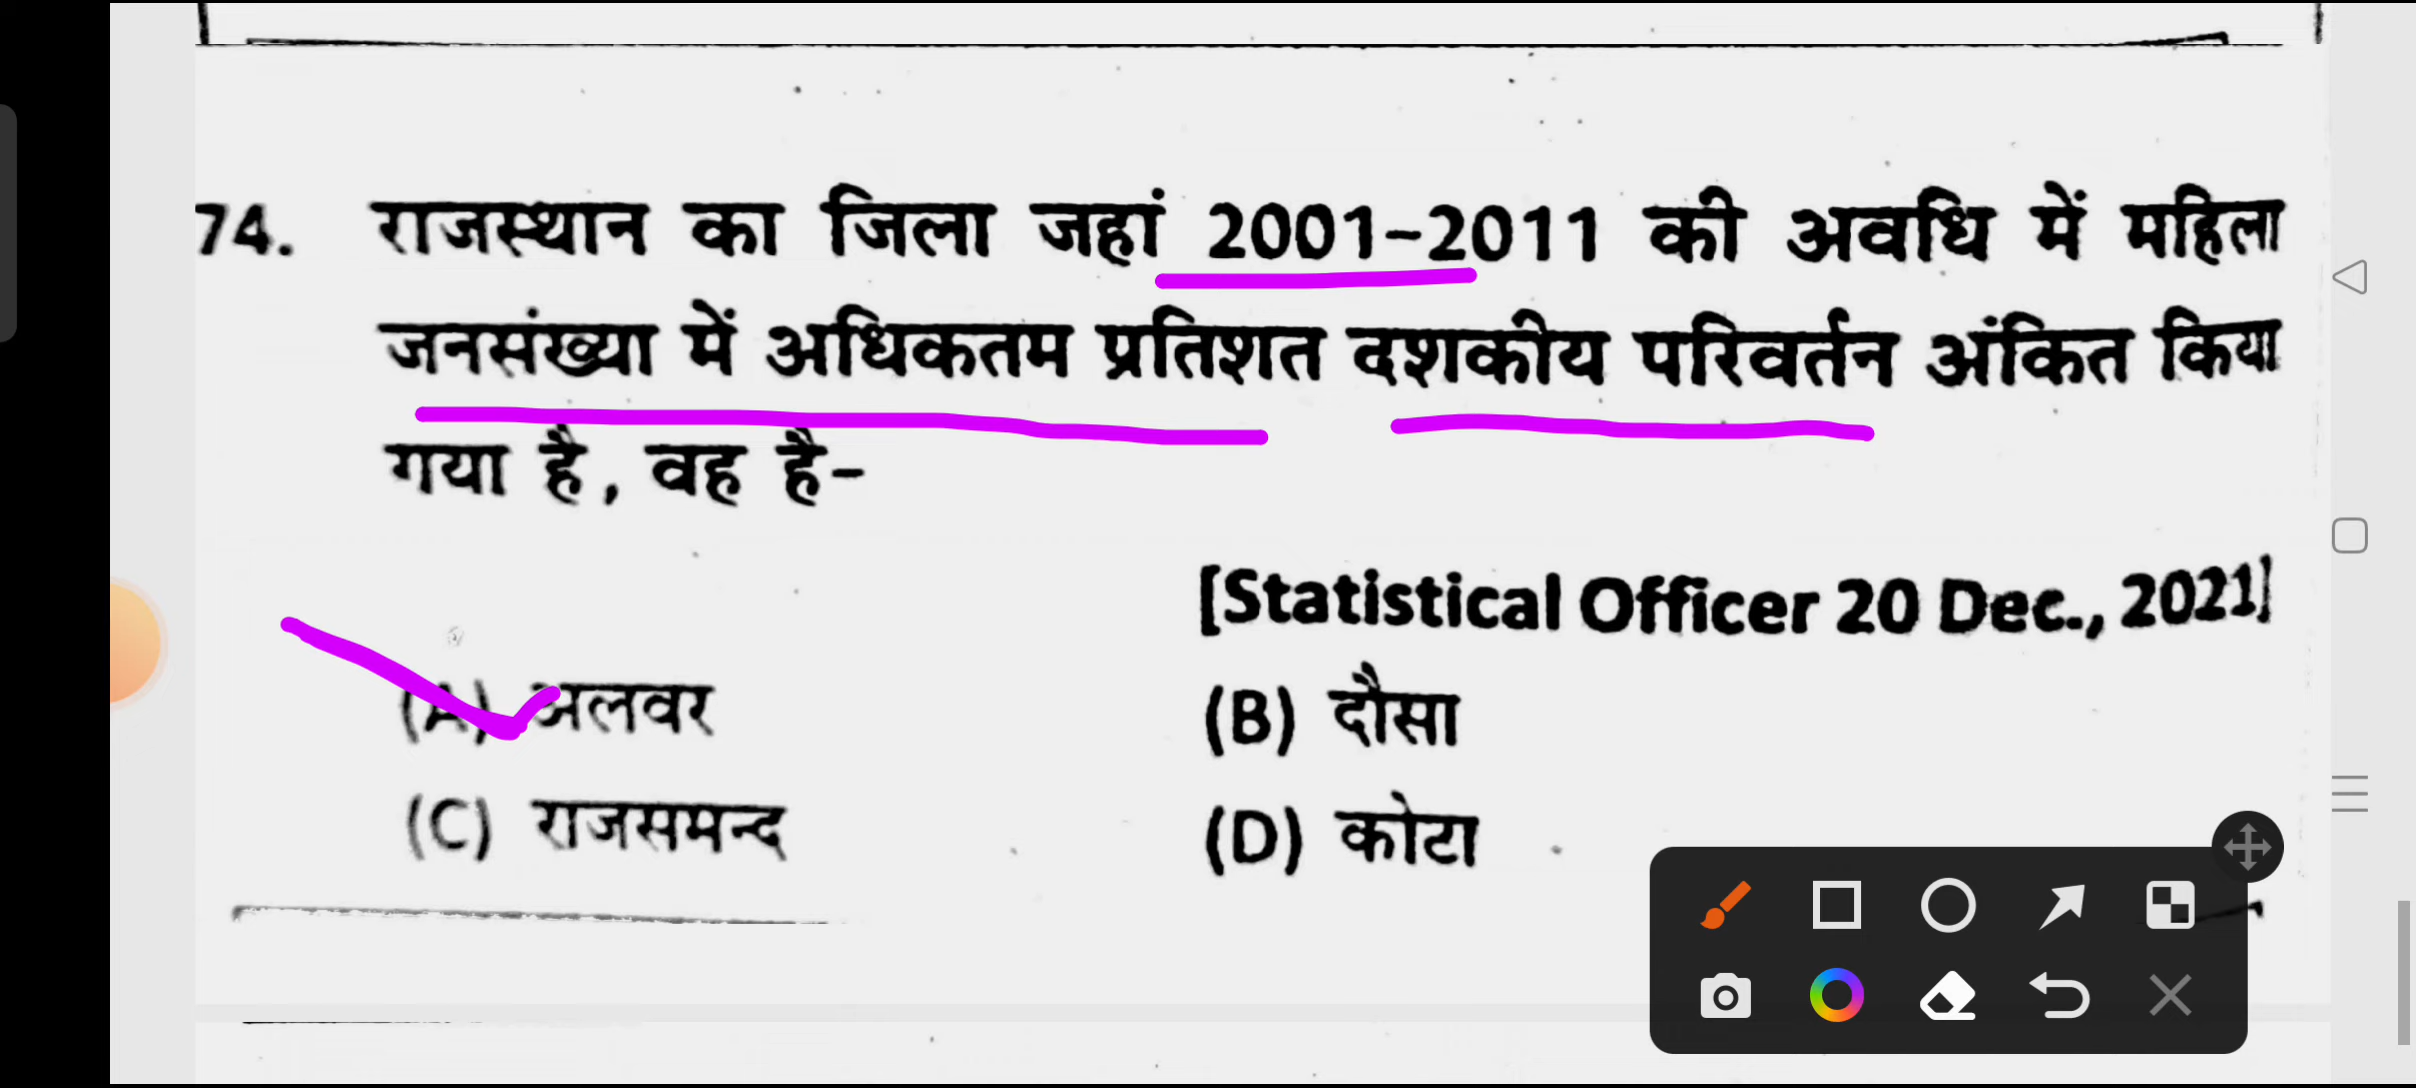 74. राजस्थान का जिला जहां 2001-2011 की अवधि में महिला
जनसंख्या में अधिकतम प्रतिशत दशकीय परिवर्तन अंकित किया
गया है, वह है-
[Statistical Officer 20 Dec., 2021]
(A) अलवर (B) दौसा
(C) राजसमन्द (D) कोटा